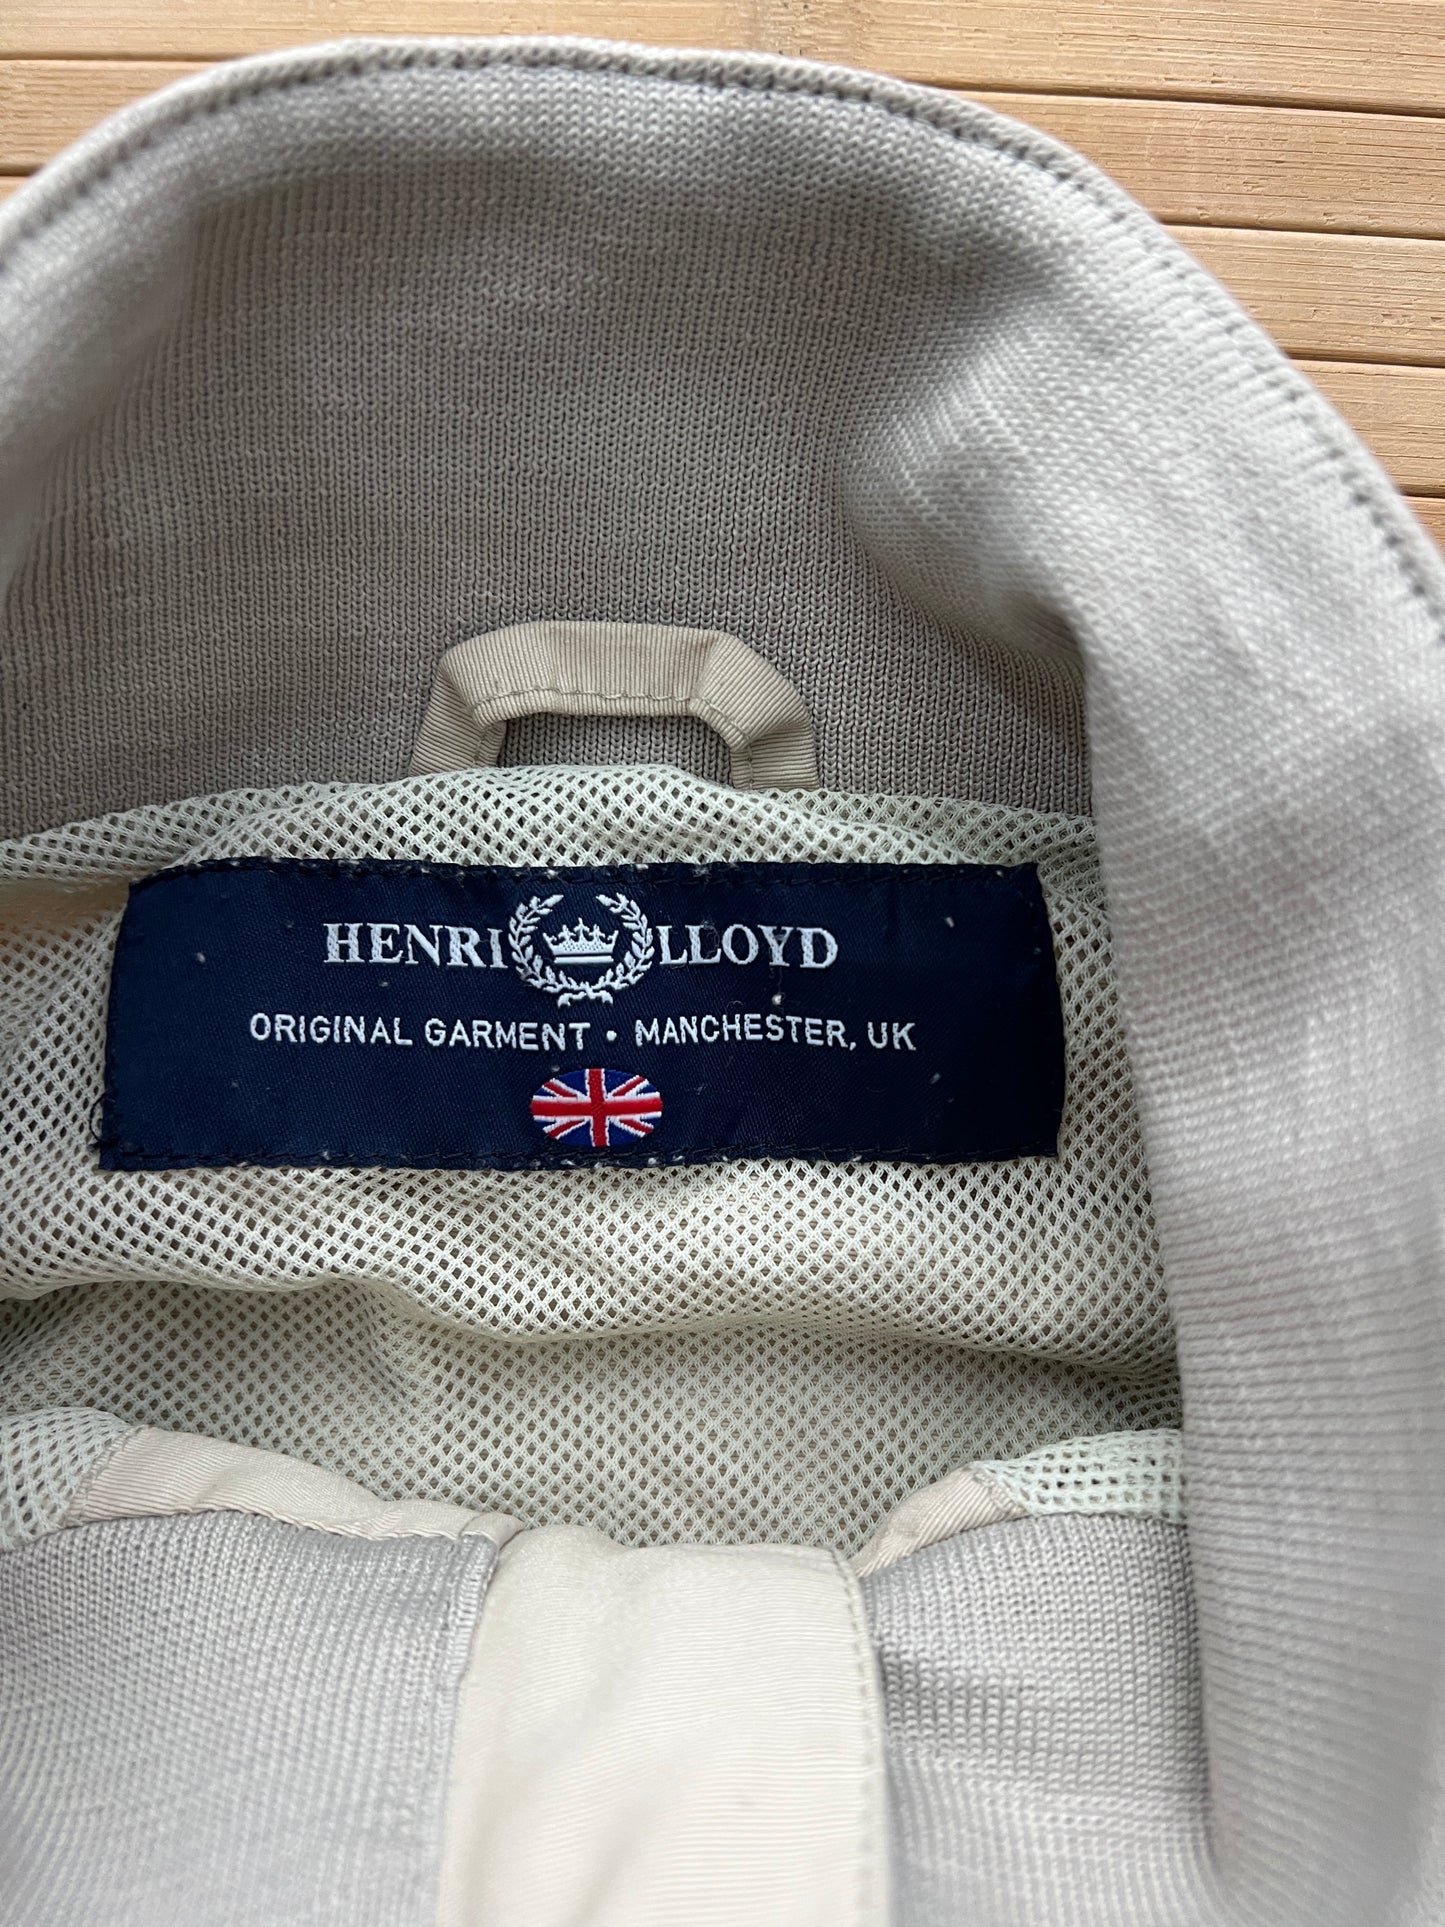 HENRI LLOYD
ORIGINAL GARMENT • MANCHESTER, UK